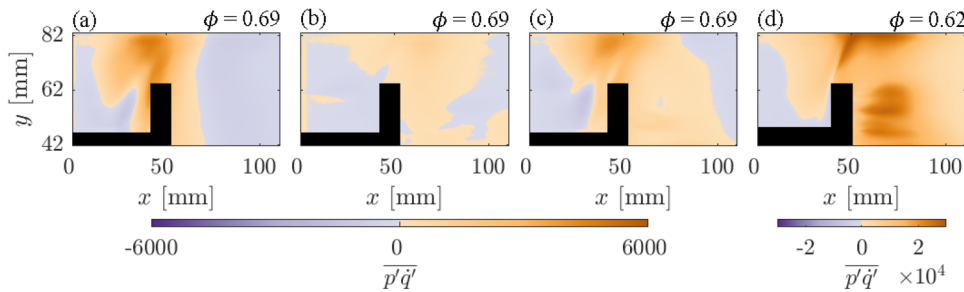 (a) ϕ = 0.69 (b) ϕ = 0.69 (c) ϕ = 0.69 (d) ϕ = 0.62
82
62
42
y [mm]
0 50 100 0 50 100 0 50 100 0 50 100
x [mm] x [mm] x [mm] x [mm]
-6000 0 6000 -2 0 2
p′q̇′ p′q̇′ ×10⁴